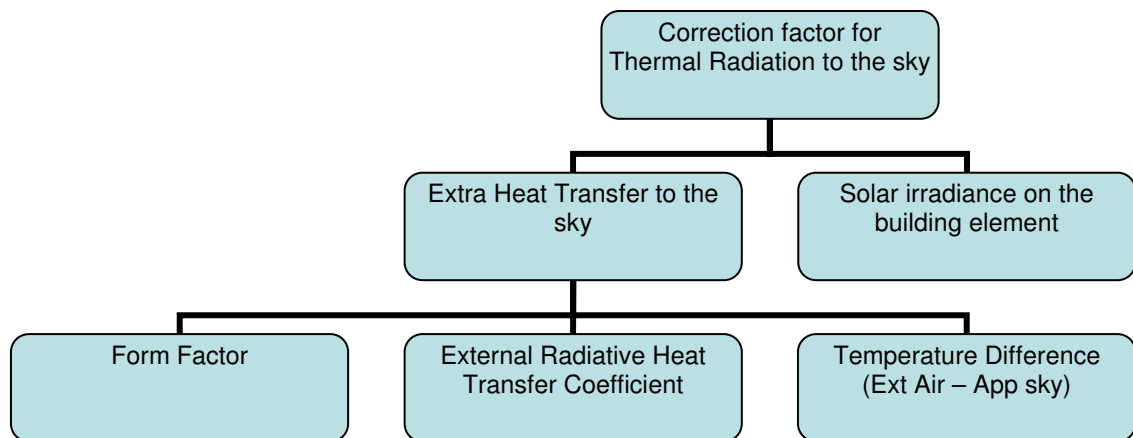 Correction factor for
Thermal Radiation to the sky
Extra Heat Transfer to the
sky
Solar irradiance on the
building element
Form Factor
External Radiative Heat
Transfer Coefficient
Temperature Difference
(Ext Air – App sky)